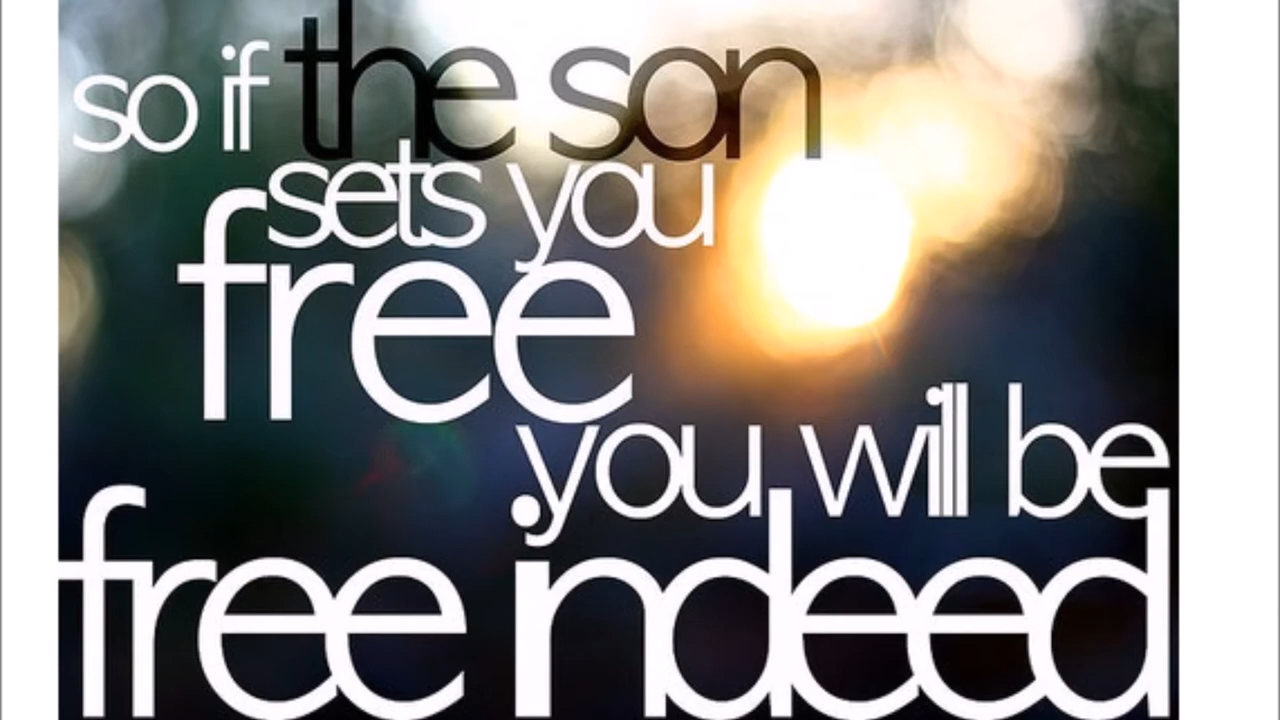 so if the son
sets you
free
you will be
free indeed